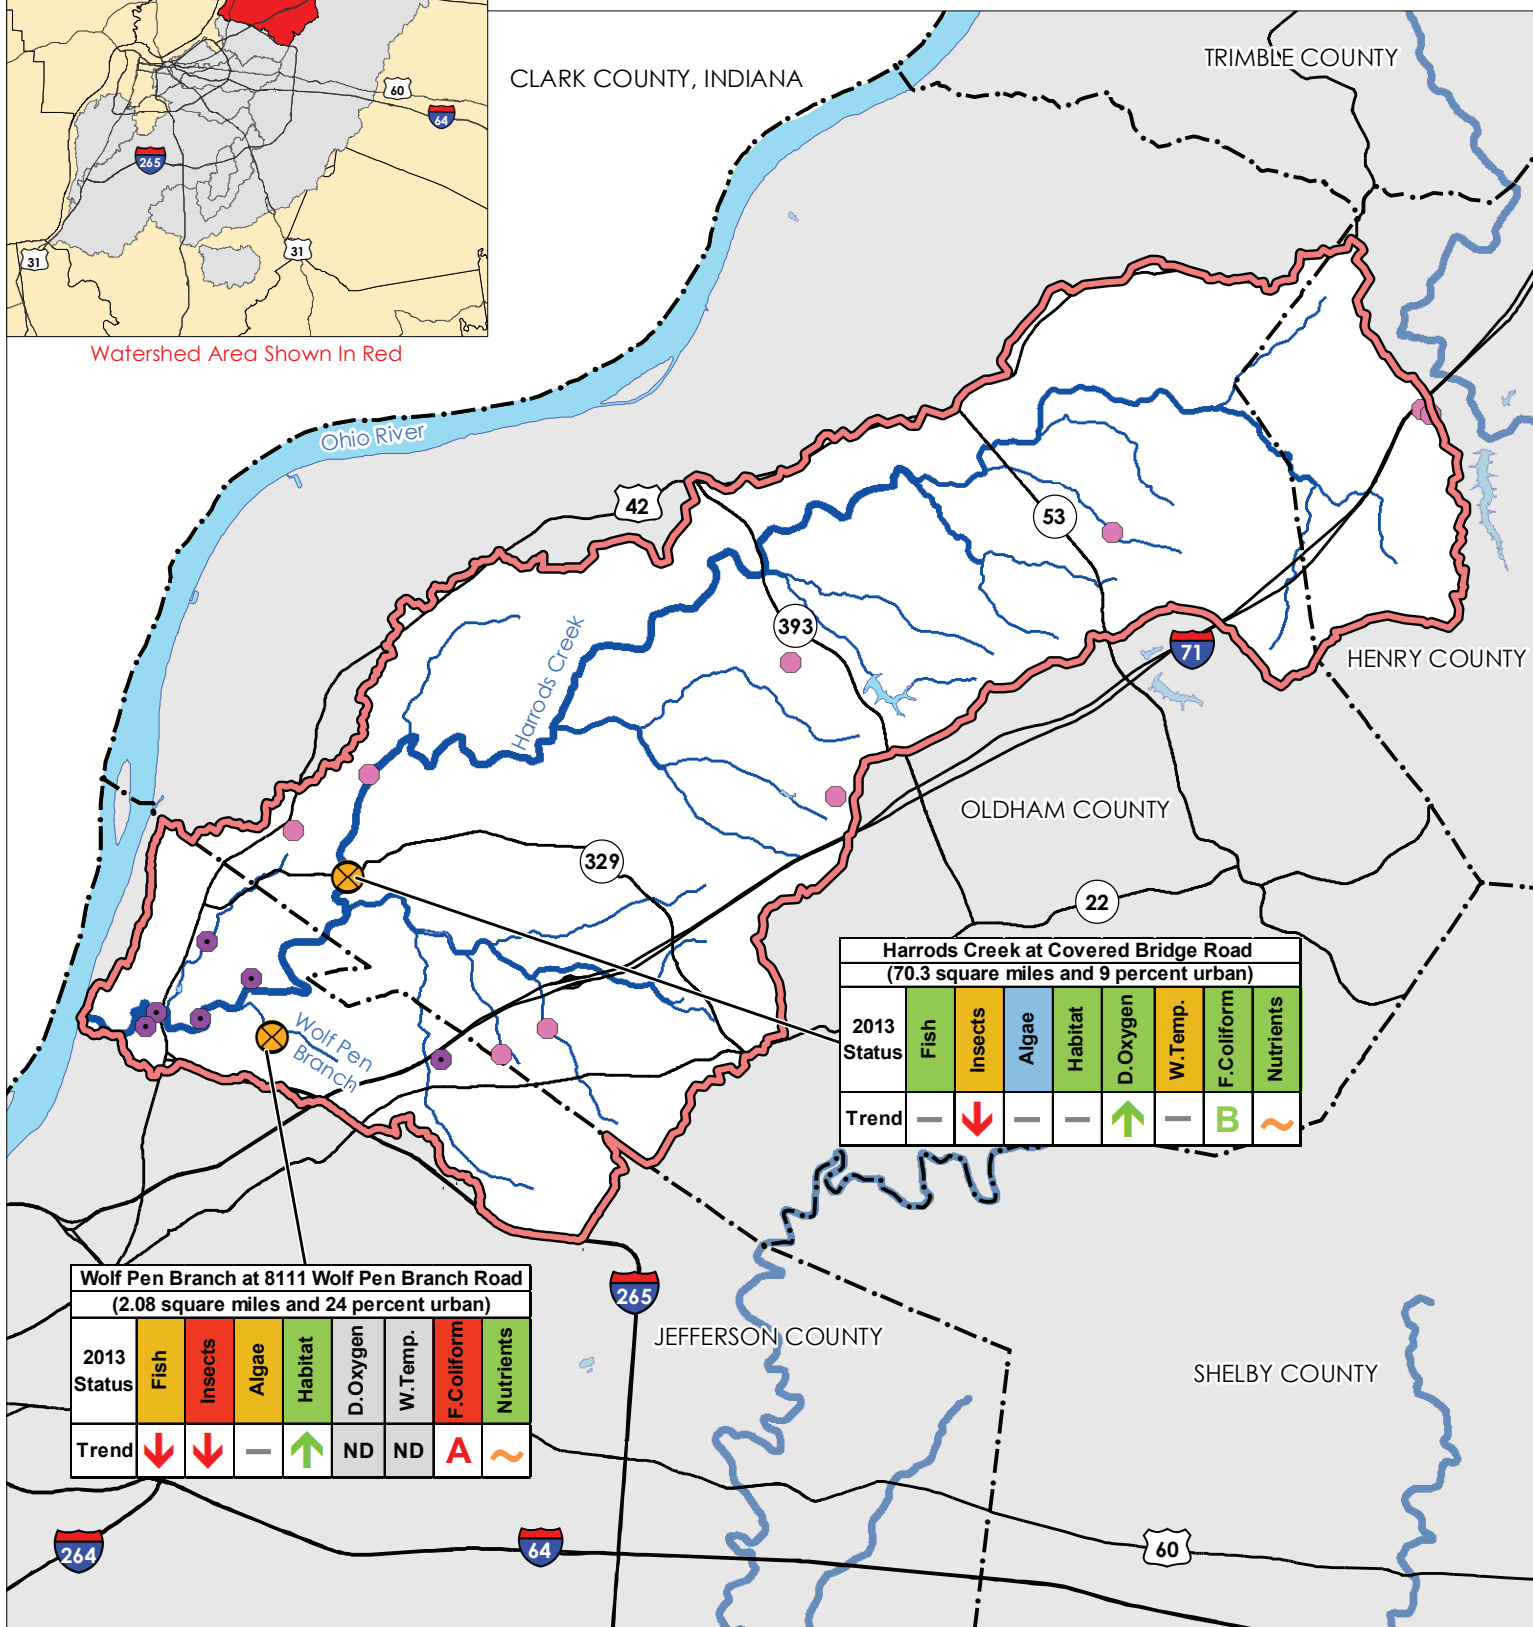 60
64
265
31
31
Watershed Area Shown In Red
CLARK COUNTY, INDIANA
TRIMBLE COUNTY
Ohio River
42
53
393
Harrods Creek
71
HENRY COUNTY
OLDHAM COUNTY
329
22
Wolf Pen
Branch
Harrods Creek at Covered Bridge Road
(70.3 square miles and 9 percent urban)
2013 Status Fish Insects Algae Habitat D.Oxygen W.Temp. F.Coliform Nutrients
Trend – ↓ – – ↑ – B ~
Wolf Pen Branch at 8111 Wolf Pen Branch Road
(2.08 square miles and 24 percent urban)
2013 Status Fish Insects Algae Habitat D.Oxygen W.Temp. F.Coliform Nutrients
Trend ↓ ↓ – ↑ ND ND A ~
265
JEFFERSON COUNTY
SHELBY COUNTY
264
64
60